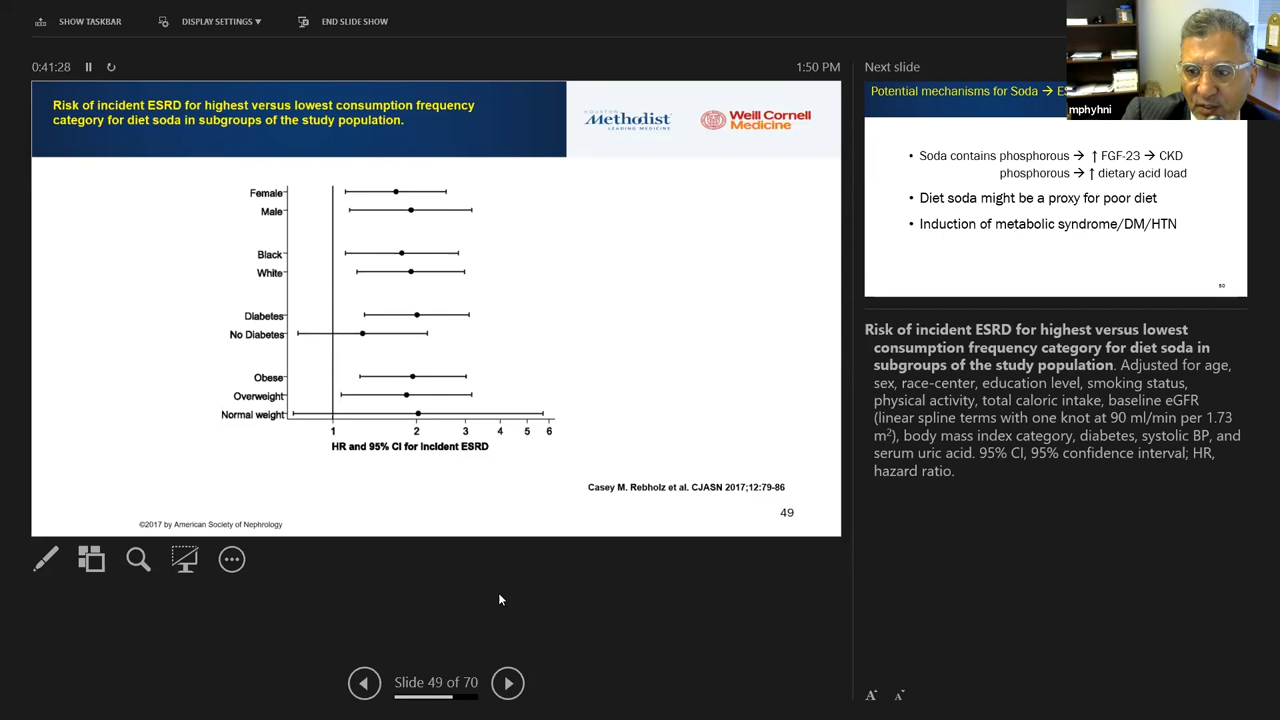 SHOW TASKBAR
DISPLAY SETTINGS ▼
END SLIDE SHOW
0:41:28
1:50 PM
Risk of incident ESRD for highest versus lowest consumption frequency
category for diet soda in subgroups of the study population.
HOUSTON
Methodist
LEADING MEDICINE
Weill Cornell
Medicine
Female
Male
Black
White
Diabetes
No Diabetes
Obese
Overweight
Normal weight
1 2 3 4 5 6
HR and 95% CI for incident ESRD
Casey M. Rebholz et al. CJASN 2017;12:79-86
49
©2017 by American Society of Nephrology
Slide 49 of 70
Next slide
Potential mechanisms for Soda → ES
mphyhni
• Soda contains phosphorous → ↑ FGF-23 → CKD
phosphorous → ↑ dietary acid load
• Diet soda might be a proxy for poor diet
• Induction of metabolic syndrome/DM/HTN
50
Risk of incident ESRD for highest versus lowest
consumption frequency category for diet soda in
subgroups of the study population. Adjusted for age,
sex, race-center, education level, smoking status,
physical activity, total caloric intake, baseline eGFR
(linear spline terms with one knot at 90 ml/min per 1.73
m²), body mass index category, diabetes, systolic BP, and
serum uric acid. 95% CI, 95% confidence interval; HR,
hazard ratio.
A A